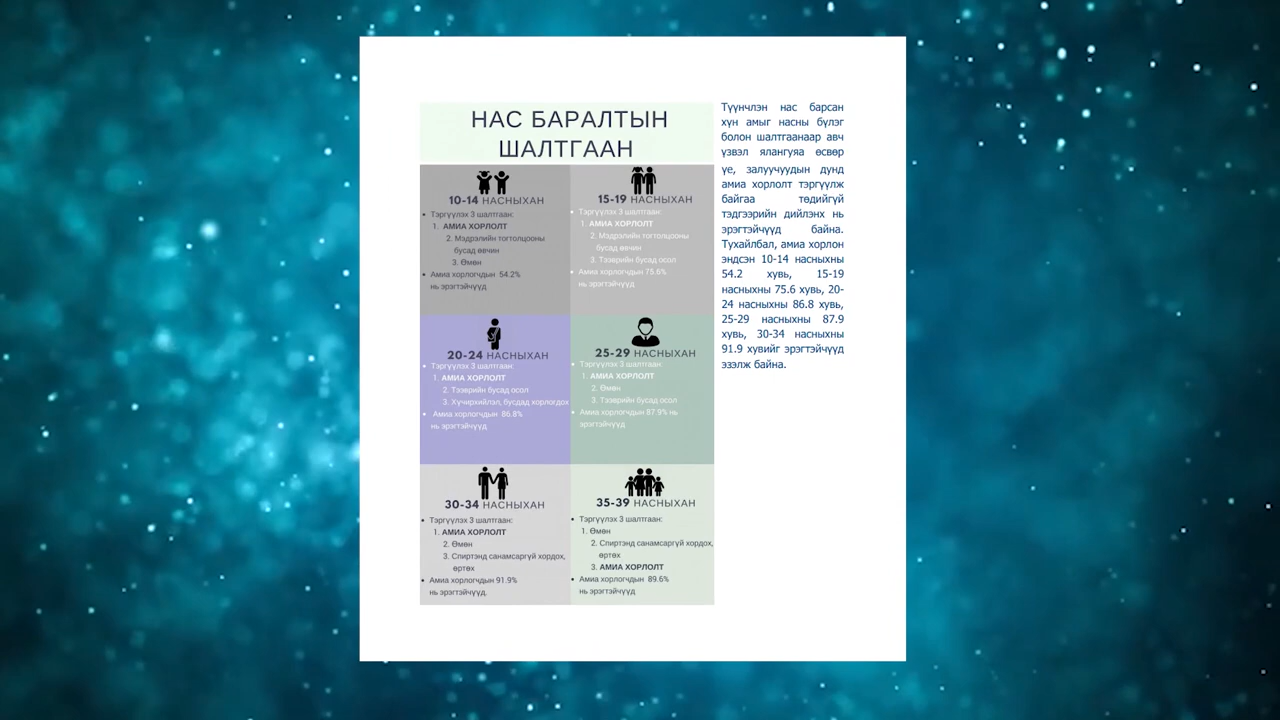 НАС БАРАЛТЫН
ШАЛТГААН
10-14 НАСНЫХАН
• Тэргүүлэх 3 шалтгаан:
1. АМИА ХОРЛОЛТ
2. Мэдрэлийн тогтолцооны
бусад өвчин
3. Өмөн
• Амиа хорлогчдын 54.2%
нь эрэгтэйчүүд
15-19 НАСНЫХАН
• Тэргүүлэх 3 шалтгаан:
1. АМИА ХОРЛОЛТ
2. Мэдрэлийн тогтолцооны
бусад өвчин
3. Тээврийн бусад осол
• Амиа хорлогчдын 75.6%
нь эрэгтэйчүүд
20-24 НАСНЫХАН
• Тэргүүлэх 3 шалтгаан:
1. АМИА ХОРЛОЛТ
2. Тээврийн бусад осол
3. Хүчирхийлэл, бусдад хорлогдох
• Амиа хорлогчдын 86.8%
нь эрэгтэйчүүд
25-29 НАСНЫХАН
• Тэргүүлэх 3 шалтгаан:
1. АМИА ХОРЛОЛТ
2. Өмөн
3. Тээврийн бусад осол
• Амиа хорлогчдын 87.9% нь
эрэгтэйчүүд
30-34 НАСНЫХАН
• Тэргүүлэх 3 шалтгаан:
1. АМИА ХОРЛОЛТ
2. Өмөн
3. Спиртэнд санамсаргүй хордох,
өртөх
• Амиа хорлогчдын 91.9%
нь эрэгтэйчүүд.
35-39 НАСНЫХАН
• Тэргүүлэх 3 шалтгаан:
1. Өмөн
2. Спиртэнд санамсаргүй хордох,
өртөх
3. АМИА ХОРЛОЛТ
• Амиа хорлогчдын 89.6%
нь эрэгтэйчүүд
Түүнчлэн нас барсан
хүн амыг насны бүлэг
болон шалтгаанаар авч
үзвэл ялангуяа өсвөр
үе, залуучуудын дунд
амиа хорлолт тэргүүлж
байгаа төдийгүй
тэдгээрийн дийлэнх нь
эрэгтэйчүүд байна.
Тухайлбал, амиа хорлон
эндсэн 10-14 насныхны
54.2 хувь, 15-19
насныхны 75.6 хувь, 20-
24 насныхны 86.8 хувь,
25-29 насныхны 87.9
хувь, 30-34 насныхны
91.9 хувийг эрэгтэйчүүд
эзэлж байна.